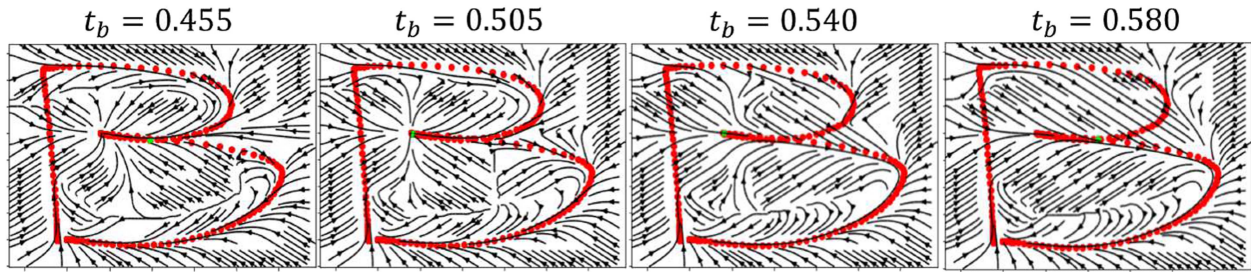 t_b = 0.455
t_b = 0.505
t_b = 0.540
t_b = 0.580